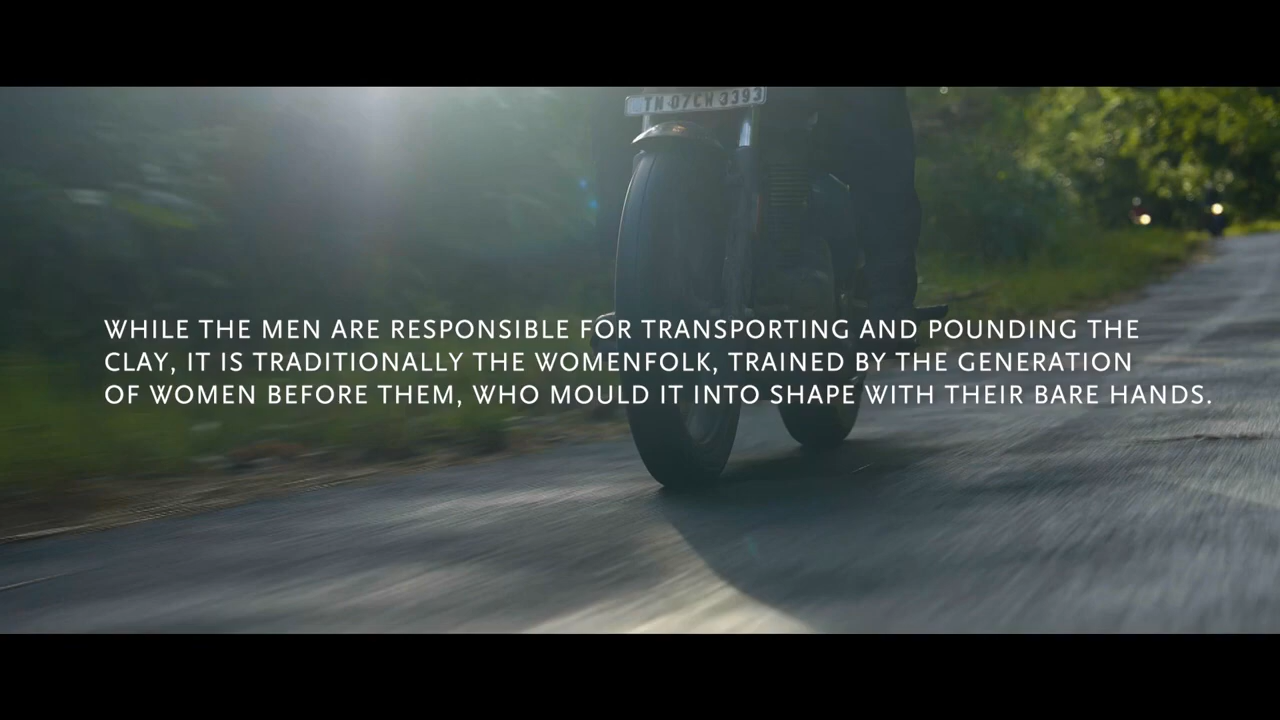 TN 07CW 3393
WHILE THE MEN ARE RESPONSIBLE FOR TRANSPORTING AND POUNDING THE
CLAY, IT IS TRADITIONALLY THE WOMENFOLK, TRAINED BY THE GENERATION
OF WOMEN BEFORE THEM, WHO MOULD IT INTO SHAPE WITH THEIR BARE HANDS.